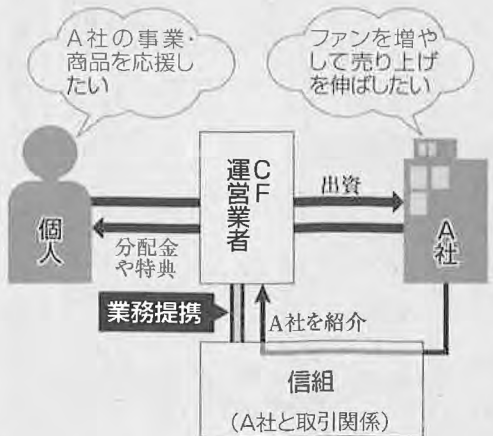 A社の事業・
商品を応援し
たい
ファンを増や
して売り上げ
を伸ばしたい
個人
CF
運営業者
出資
A社
分配金
や特典
業務提携
A社を紹介
信組
(A社と取引関係)